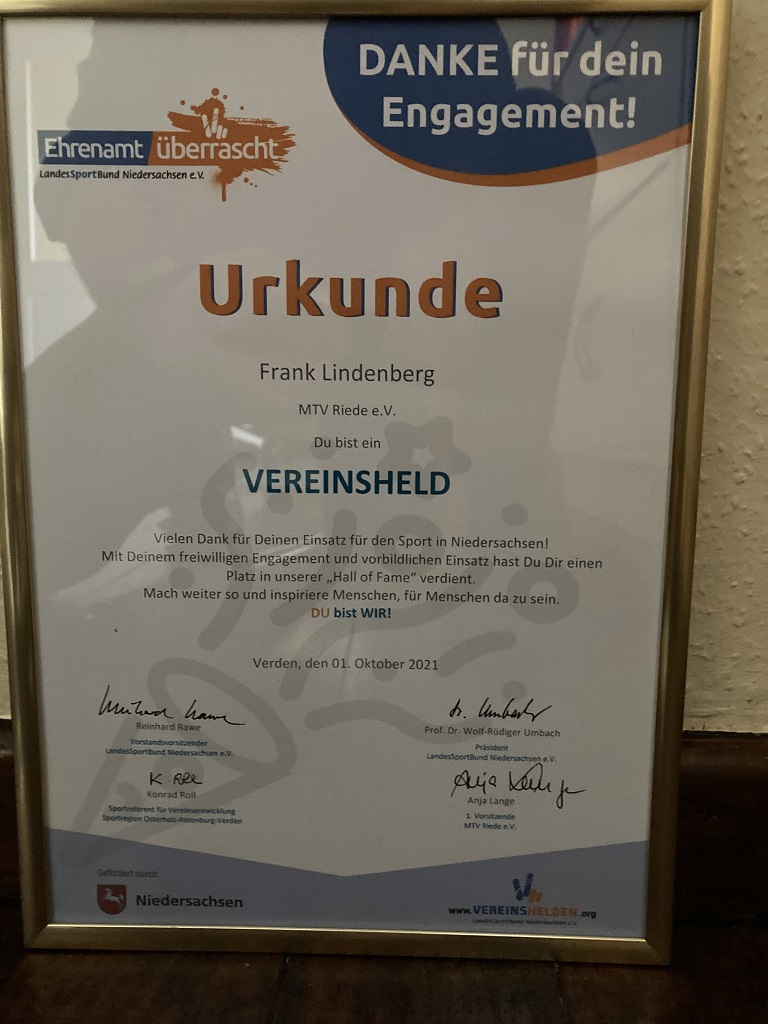 DANKE für dein
Engagement!
Ehrenamt überrascht
LandesSportBund Niedersachsen e.V.
Urkunde
Frank Lindenberg
MTV Riede e.V.
Du bist ein
VEREINSHELD
Vielen Dank für Deinen Einsatz für den Sport in Niedersachsen!
Mit Deinem freiwilligen Engagement und vorbildlichen Einsatz hast Du Dir einen
Platz in unserer „Hall of Fame“ verdient.
Mach weiter so und inspiriere Menschen, für Menschen da zu sein.
DU bist WIR!
Verden, den 01. Oktober 2021
Reinhard Rawe
Vorstandsvorsitzender
LandesSportBund Niedersachsen e.V.
Prof. Dr. Wolf-Rüdiger Umbach
Präsident
LandesSportBund Niedersachsen e.V.
K. Roll
Konrad Roll
Sportreferent für Vereinsentwicklung
Sportregion Osterholz-Rotenburg-Verden
Anja Lange
Anja Lange
1. Vorsitzende
MTV Riede e.V.
Gefördert durch:
Niedersachsen
www.VEREINSHELDEN.org
LandesSportBund Niedersachsen e.V.